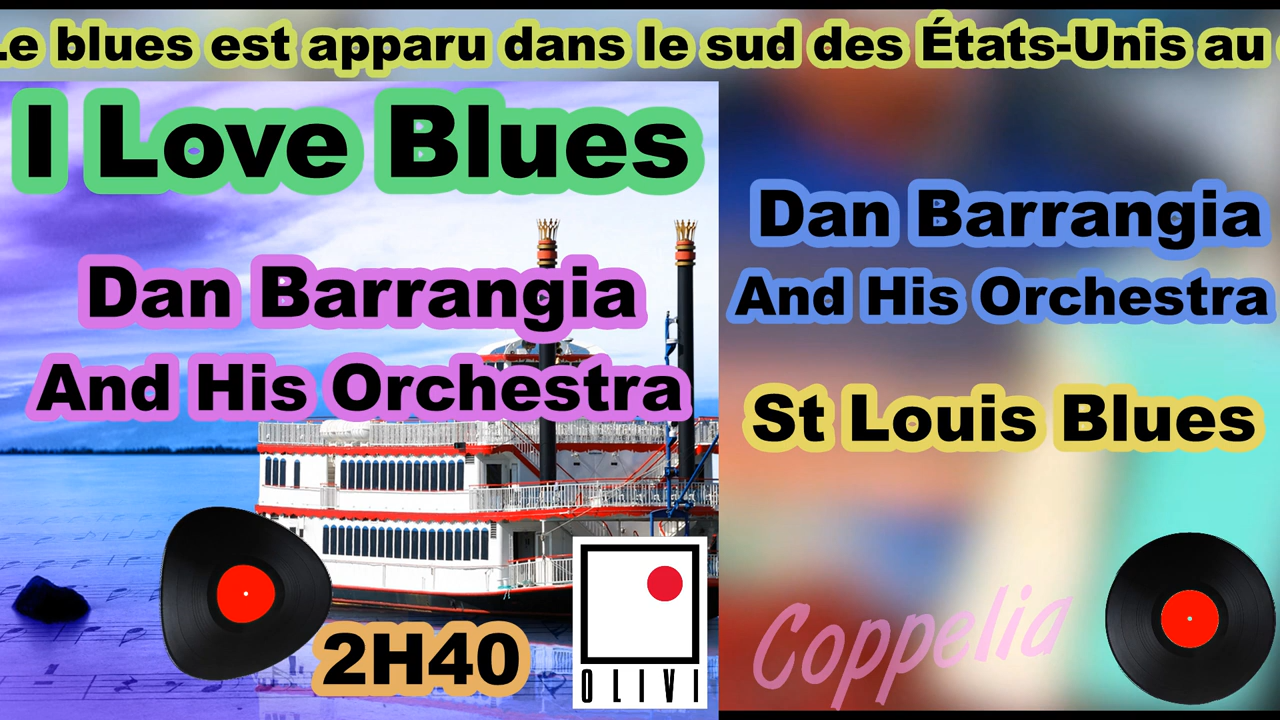 Le blues est apparu dans le sud des États-Unis au
I Love Blues
Dan Barrangia
And His Orchestra
2H40
OLIVI
Dan Barrangia
And His Orchestra
St Louis Blues
Coppelia